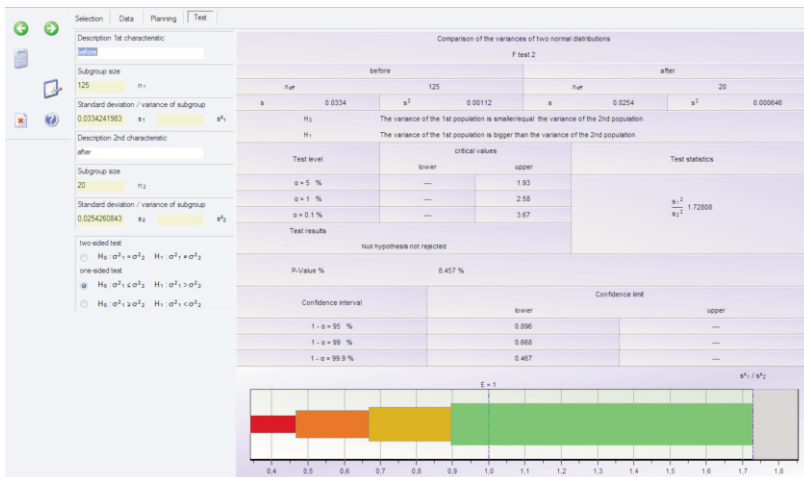 Selection Data Planning Test
Description 1st characteristic
before
Subgroup size
125 n₁
Standard deviation / variance of subgroup
0.0334241983 s₁ s²₁
Description 2nd characteristic
after
Subgroup size
20 n₂
Standard deviation / variance of subgroup
0.0254260843 s₂ s²₂
two-sided test
H₀ : σ²₁ = σ²₂ H₁ : σ²₁ ≠ σ²₂
one-sided test
H₀ : σ²₁ ≤ σ²₂ H₁ : σ²₁ > σ²₂
H₀ : σ²₁ ≥ σ²₂ H₁ : σ²₁ < σ²₂
Comparison of the variances of two normal distributions
F test 2
before after
n_eff 125 n_eff 20
s 0.0334 s² 0.00112 s 0.0254 s² 0.000646
H₀ The variance of the 1st population is smaller/equal the variance of the 2nd population
H₁ The variance of the 1st population is bigger than the variance of the 2nd population
Test level critical values Test statistics
lower upper
α = 5 % --- 1.93
α = 1 % --- 2.58
α = 0.1 % --- 3.67
s₁² / s₂² 1.72808
Test results
Null hypothesis not rejected
P-Value % 8.457 %
Confidence interval Confidence limit
lower upper
1 - α = 95 % 0.896 ---
1 - α = 99 % 0.668 ---
1 - α = 99.9 % 0.467 ---
E = 1 s²₁ / s²₂
0,4 0,5 0,6 0,7 0,8 0,9 1,0 1,1 1,2 1,3 1,4 1,5 1,6 1,7 1,8